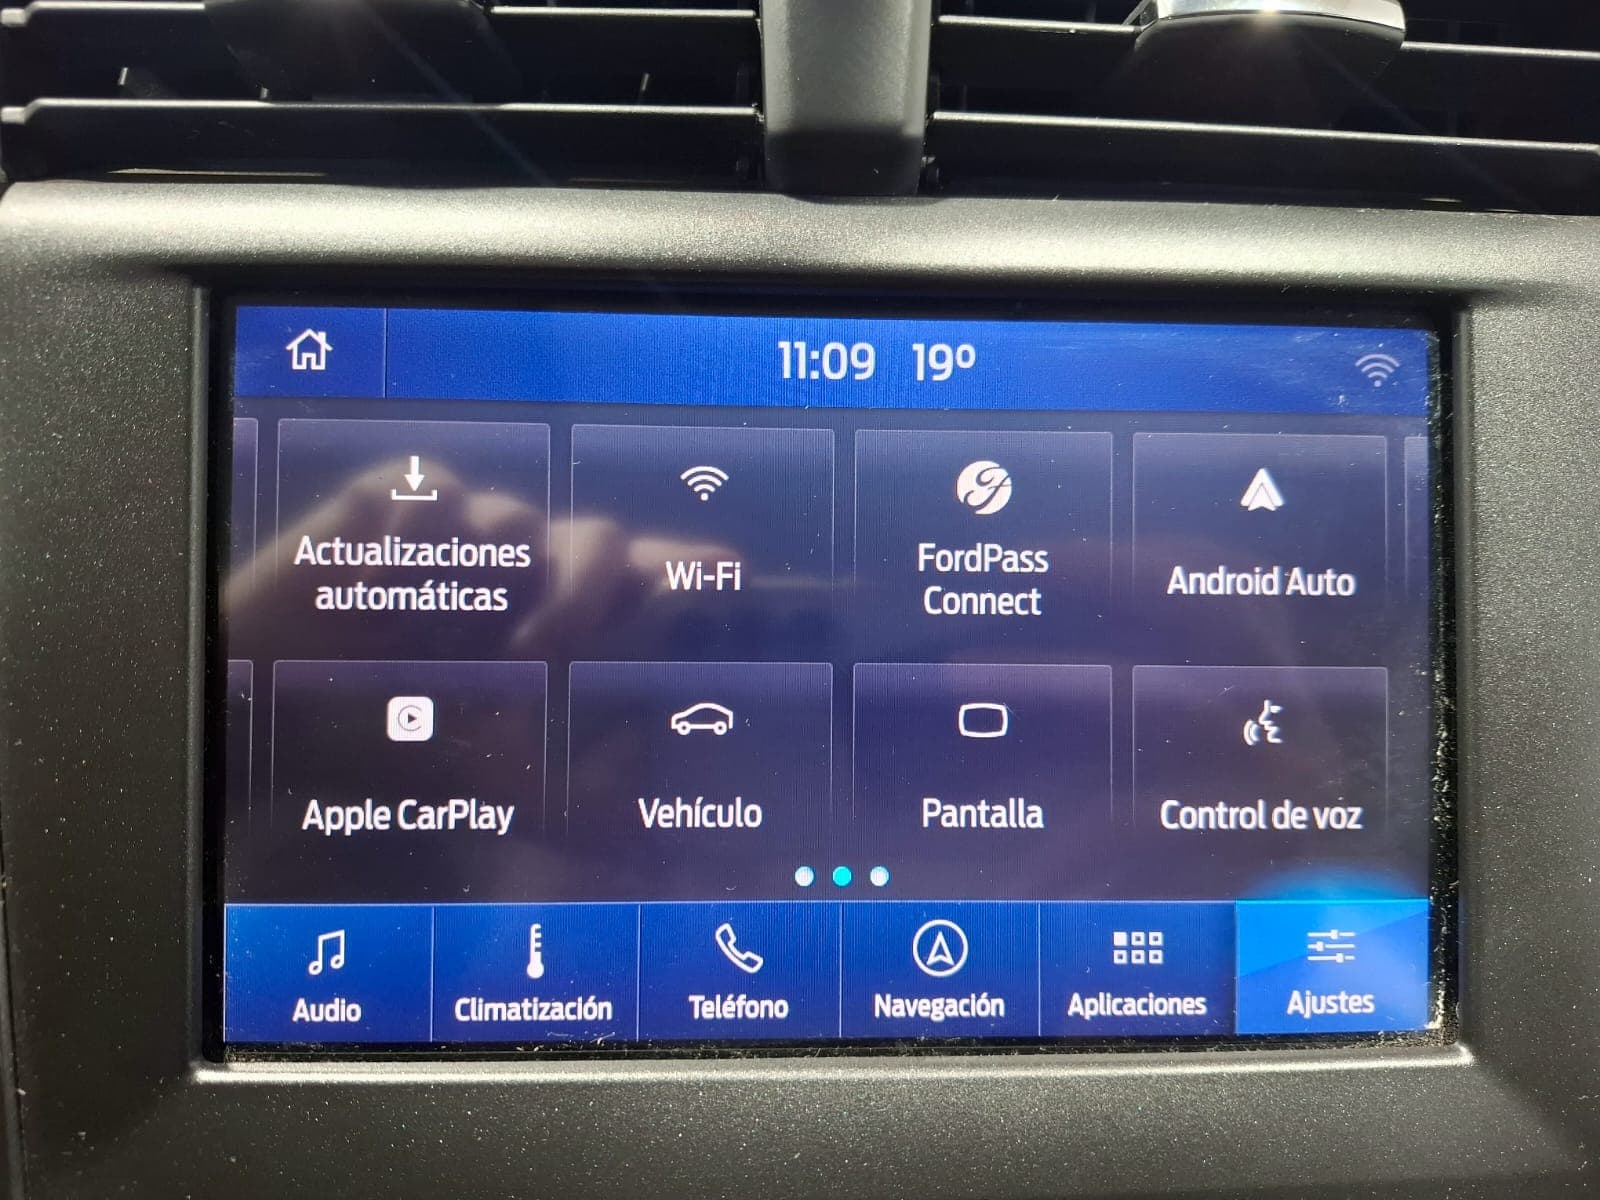 11:09 19º
Actualizaciones
automáticas
Wi-Fi
FordPass
Connect
Android Auto
Apple CarPlay
Vehículo
Pantalla
Control de voz
Audio
Climatización
Teléfono
Navegación
Aplicaciones
Ajustes